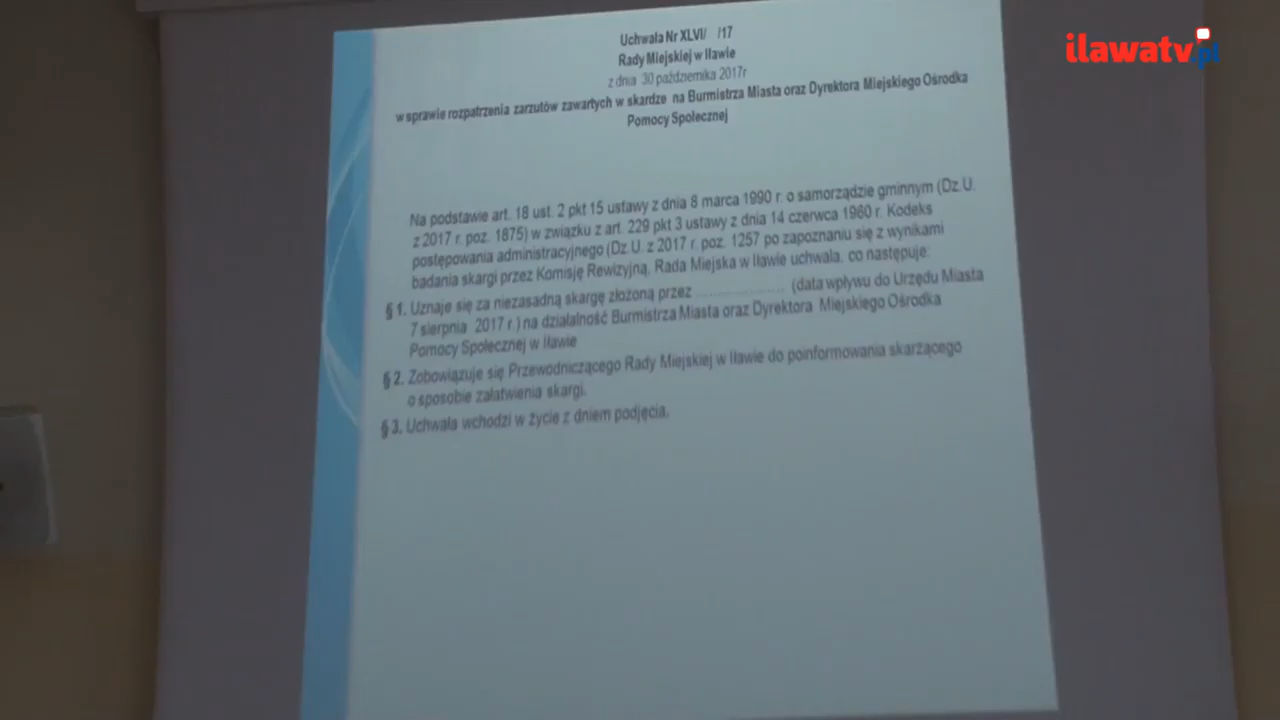 ilawatv.pl
Uchwała Nr XLVI/ /17
Rady Miejskiej w Iławie
z dnia 30 października 2017r
w sprawie rozpatrzenia zarzutów zawartych w skardze na Burmistrza Miasta oraz Dyrektora Miejskiego Ośrodka
Pomocy Społecznej
Na podstawie art. 18 ust. 2 pkt 15 ustawy z dnia 8 marca 1990 r. o samorządzie gminnym (Dz.U.
z 2017 r. poz. 1875) w związku z art. 229 pkt 3 ustawy z dnia 14 czerwca 1960 r. Kodeks
postępowania administracyjnego (Dz.U. z 2017 r. poz. 1257 po zapoznaniu się z wynikami
badania skargi przez Komisję Rewizyjną, Rada Miejska w Iławie uchwala, co następuje:
§ 1. Uznaje się za niezasadną skargę złożoną przez .................... (data wpływu do Urzędu Miasta
7 sierpnia 2017 r.) na działalność Burmistrza Miasta oraz Dyrektora Miejskiego Ośrodka
Pomocy Społecznej w Iławie
§ 2. Zobowiązuje się Przewodniczącego Rady Miejskiej w Iławie do poinformowania skarżącego
o sposobie załatwienia skargi.
§ 3. Uchwała wchodzi w życie z dniem podjęcia.